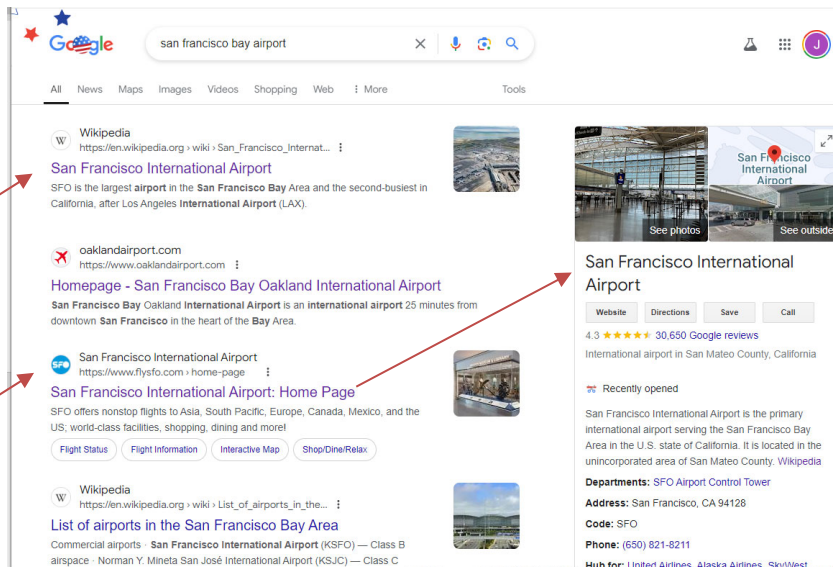 Google
san francisco bay airport
J
All News Maps Images Videos Shopping Web More Tools
W
Wikipedia
https://en.wikipedia.org › wiki › San_Francisco_Internat...
San Francisco International Airport
SFO is the largest airport in the San Francisco Bay Area and the second-busiest in
California, after Los Angeles International Airport (LAX).
oaklandairport.com
https://www.oaklandairport.com
Homepage - San Francisco Bay Oakland International Airport
San Francisco Bay Oakland International Airport is an international airport 25 minutes from
downtown San Francisco in the heart of the Bay Area.
SFO
San Francisco International Airport
https://www.flysfo.com › home-page
San Francisco International Airport: Home Page
SFO offers nonstop flights to Asia, South Pacific, Europe, Canada, Mexico, and the
US; world-class facilities, shopping, dining and more!
Flight Status Flight Information Interactive Map Shop/Dine/Relax
W
Wikipedia
https://en.wikipedia.org › wiki › List_of_airports_in_the...
List of airports in the San Francisco Bay Area
Commercial airports · San Francisco International Airport (KSFO) — Class B
airspace · Norman Y. Mineta San José International Airport (KSJC) — Class C
San Francisco
International
Airport
See photos
See outside
San Francisco International
Airport
Website Directions Save Call
4.3 30,650 Google reviews
International airport in San Mateo County, California
Recently opened
San Francisco International Airport is the primary
international airport serving the San Francisco Bay
Area in the U.S. state of California. It is located in the
unincorporated area of San Mateo County. Wikipedia
Departments: SFO Airport Control Tower
Address: San Francisco, CA 94128
Code: SFO
Phone: (650) 821-8211
Hub for: United Airlines, Alaska Airlines, SkyWest